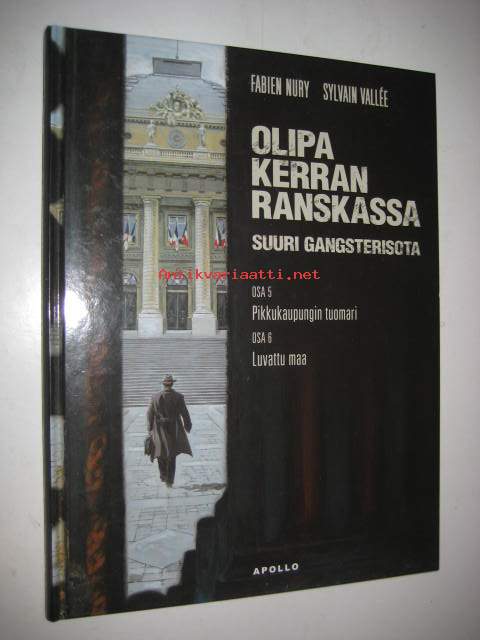 FABIEN NURY SYLVAIN VALLÉE
OLIPA
KERRAN
RANSKASSA
SUURI GANGSTERISOTA
Antikvariaatti.net
OSA 5
Pikkukaupungin tuomari
OSA 6
Luvattu maa
APOLLO